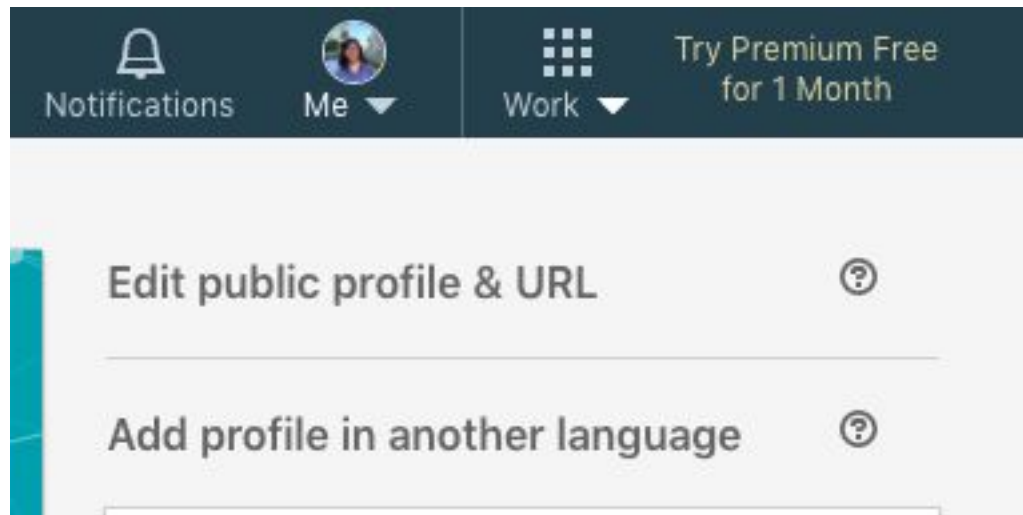 Notifications
Me
Work
Try Premium Free
for 1 Month
Edit public profile & URL
Add profile in another language